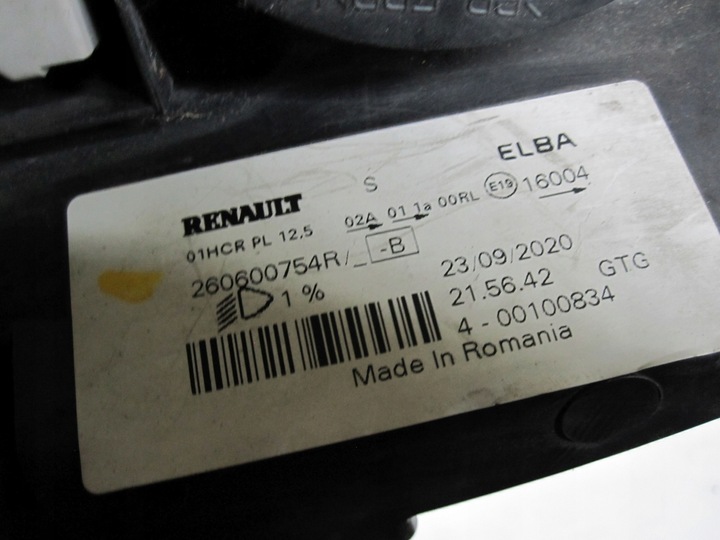 ELBA
S
RENAULT
01HCR PL 12.5 02A 01 1a 00RL E19 16004
260600754R/_ -B
23/09/2020
1 %
21.56.42 GTG
4 - 00100834
Made In Romania